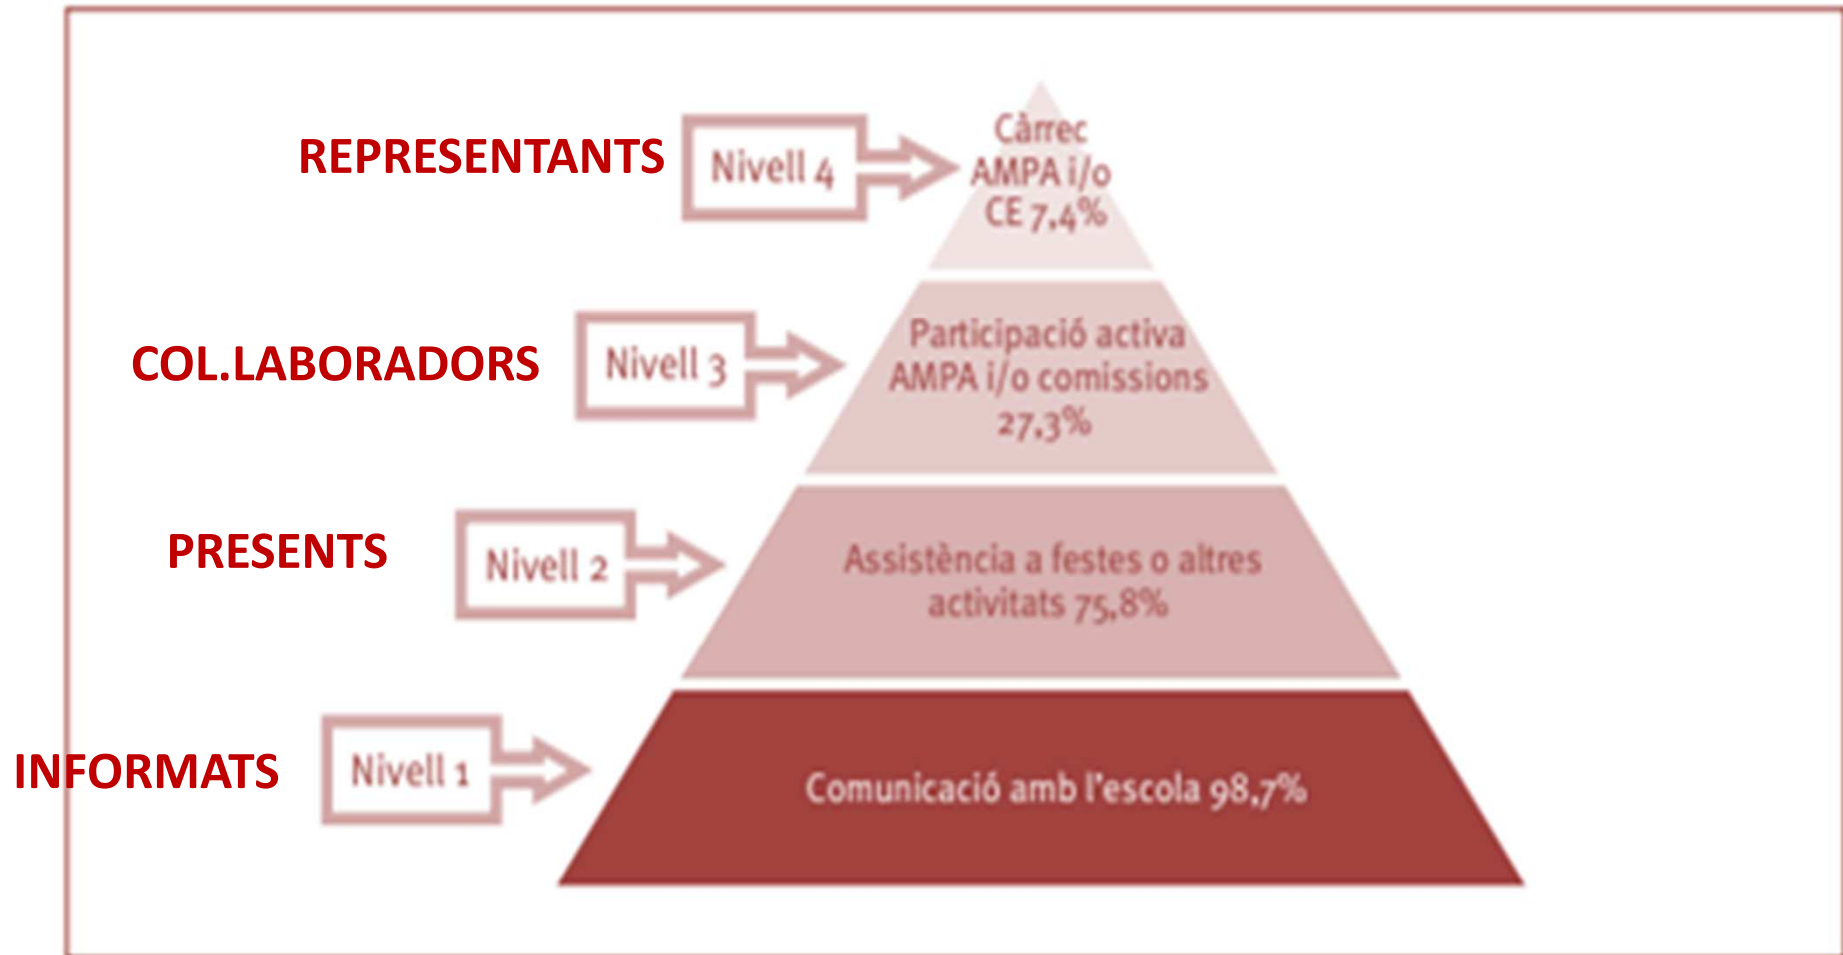 REPRESENTANTS
Nivell 4
Càrrec
AMPA i/o
CE 7,4%
COL.LABORADORS
Nivell 3
Participació activa
AMPA i/o comissions
27,3%
PRESENTS
Nivell 2
Assistència a festes o altres
activitats 75,8%
INFORMATS
Nivell 1
Comunicació amb l'escola 98,7%